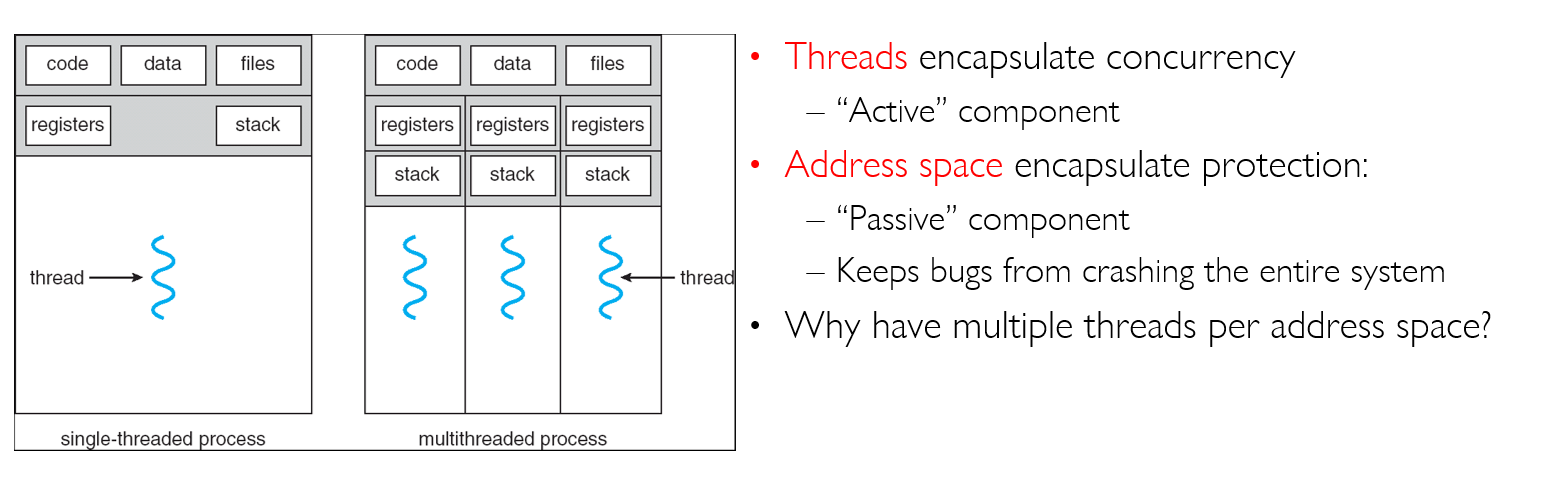 code data files
registers stack
thread
single-threaded process
code data files
registers registers registers
stack stack stack
thread
multithreaded process
• Threads encapsulate concurrency
– “Active” component
• Address space encapsulate protection:
– “Passive” component
– Keeps bugs from crashing the entire system
• Why have multiple threads per address space?